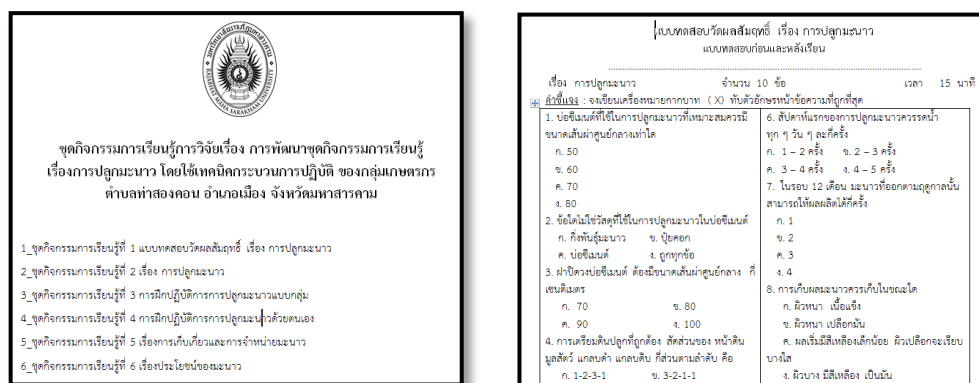 มหาวิทยาลัยราชภัฏมหาสารคาม
RAJABHAT MAHA SARAKHAM UNIVERSITY
ชุดกิจกรรมการเรียนรู้การวิจัยเรื่อง การพัฒนาชุดกิจกรรมการเรียนรู้
เรื่องการปลูกมะนาว โดยใช้เทคนิคกระบวนการปฏิบัติ ของกลุ่มเกษตรกร
ตำบลท่าสองคอน อำเภอเมือง จังหวัดมหาสารคาม
1_ชุดกิจกรรมการเรียนรู้ที่ 1 แบบทดสอบวัดผลสัมฤทธิ์ เรื่อง การปลูกมะนาว
2_ชุดกิจกรรมการเรียนรู้ที่ 2 เรื่อง การปลูกมะนาว
3_ชุดกิจกรรมการเรียนรู้ที่ 3 การฝึกปฏิบัติการการปลูกมะนาวแบบกลุ่ม
4_ชุดกิจกรรมการเรียนรู้ที่ 4 การฝึกปฏิบัติการการปลูกมะนาวด้วยตนเอง
5_ชุดกิจกรรมการเรียนรู้ที่ 5 เรื่องการเก็บเกี่ยวและการจำหน่ายมะนาว
6_ชุดกิจกรรมการเรียนรู้ที่ 6 เรื่องประโยชน์ของมะนาว
แบบทดสอบวัดผลสัมฤทธิ์ เรื่อง การปลูกมะนาว
แบบทดสอบก่อนและหลังเรียน
เรื่อง การปลูกมะนาว จำนวน 10 ข้อ เวลา 15 นาที
คำชี้แจง : จงเขียนเครื่องหมายกากบาท ( X) ทับตัวอักษรหน้าข้อความที่ถูกที่สุด
1. บ่อซีเมนต์ที่ใช้ในการปลูกมะนาวที่เหมาะสมควรมี
ขนาดเส้นผ่าศูนย์กลางเท่าใด
ก. 50
ข. 60
ค. 70
ง. 80
2. ข้อใดไม่ใช่วัสดุที่ใช้ในการปลูกมะนาวในบ่อซีเมนต์
ก. กิ่งพันธุ์มะนาว ข. ปุ๋ยคอก
ค. บ่อซีเมนต์ ง. ถูกทุกข้อ
3. ฝาปิดวงบ่อซีเมนต์ ต้องมีขนาดเส้นผ่าศูนย์กลาง กี่
เซนติเมตร
ก. 70 ข. 80
ค. 90 ง. 100
4. การเตรียมดินปลูกที่ถูกต้อง สัดส่วนของ หน้าดิน
มูลสัตว์ แกลบดำ แกลบดิบ กี่ส่วนตามลำดับ คือ
ก. 1-2-3-1 ข. 3-2-1-1
6. สัปดาห์แรกของการปลูกมะนาวควรรดน้ำ
ทุก ๆ วัน ๆ ละกี่ครั้ง
ก. 1 – 2 ครั้ง ข. 2 – 3 ครั้ง
ค. 3 – 4 ครั้ง ง. 4 – 5 ครั้ง
7. ในรอบ 12 เดือน มะนาวที่ออกตามฤดูกาลนั้น
สามารถให้ผลผลิตได้กี่ครั้ง
ก. 1
ข. 2
ค. 3
ง. 4
8. การเก็บผลมะนาวควรเก็บในขณะใด
ก. ผิวหนา เนื้อแข็ง
ข. ผิวหนา เปลือกมัน
ค. ผลเริ่มมีสีเหลืองเล็กน้อย ผิวเปลือกจะเรียบ
บางใส
ง. ผิวบาง มีสีเหลือง เป็นมัน